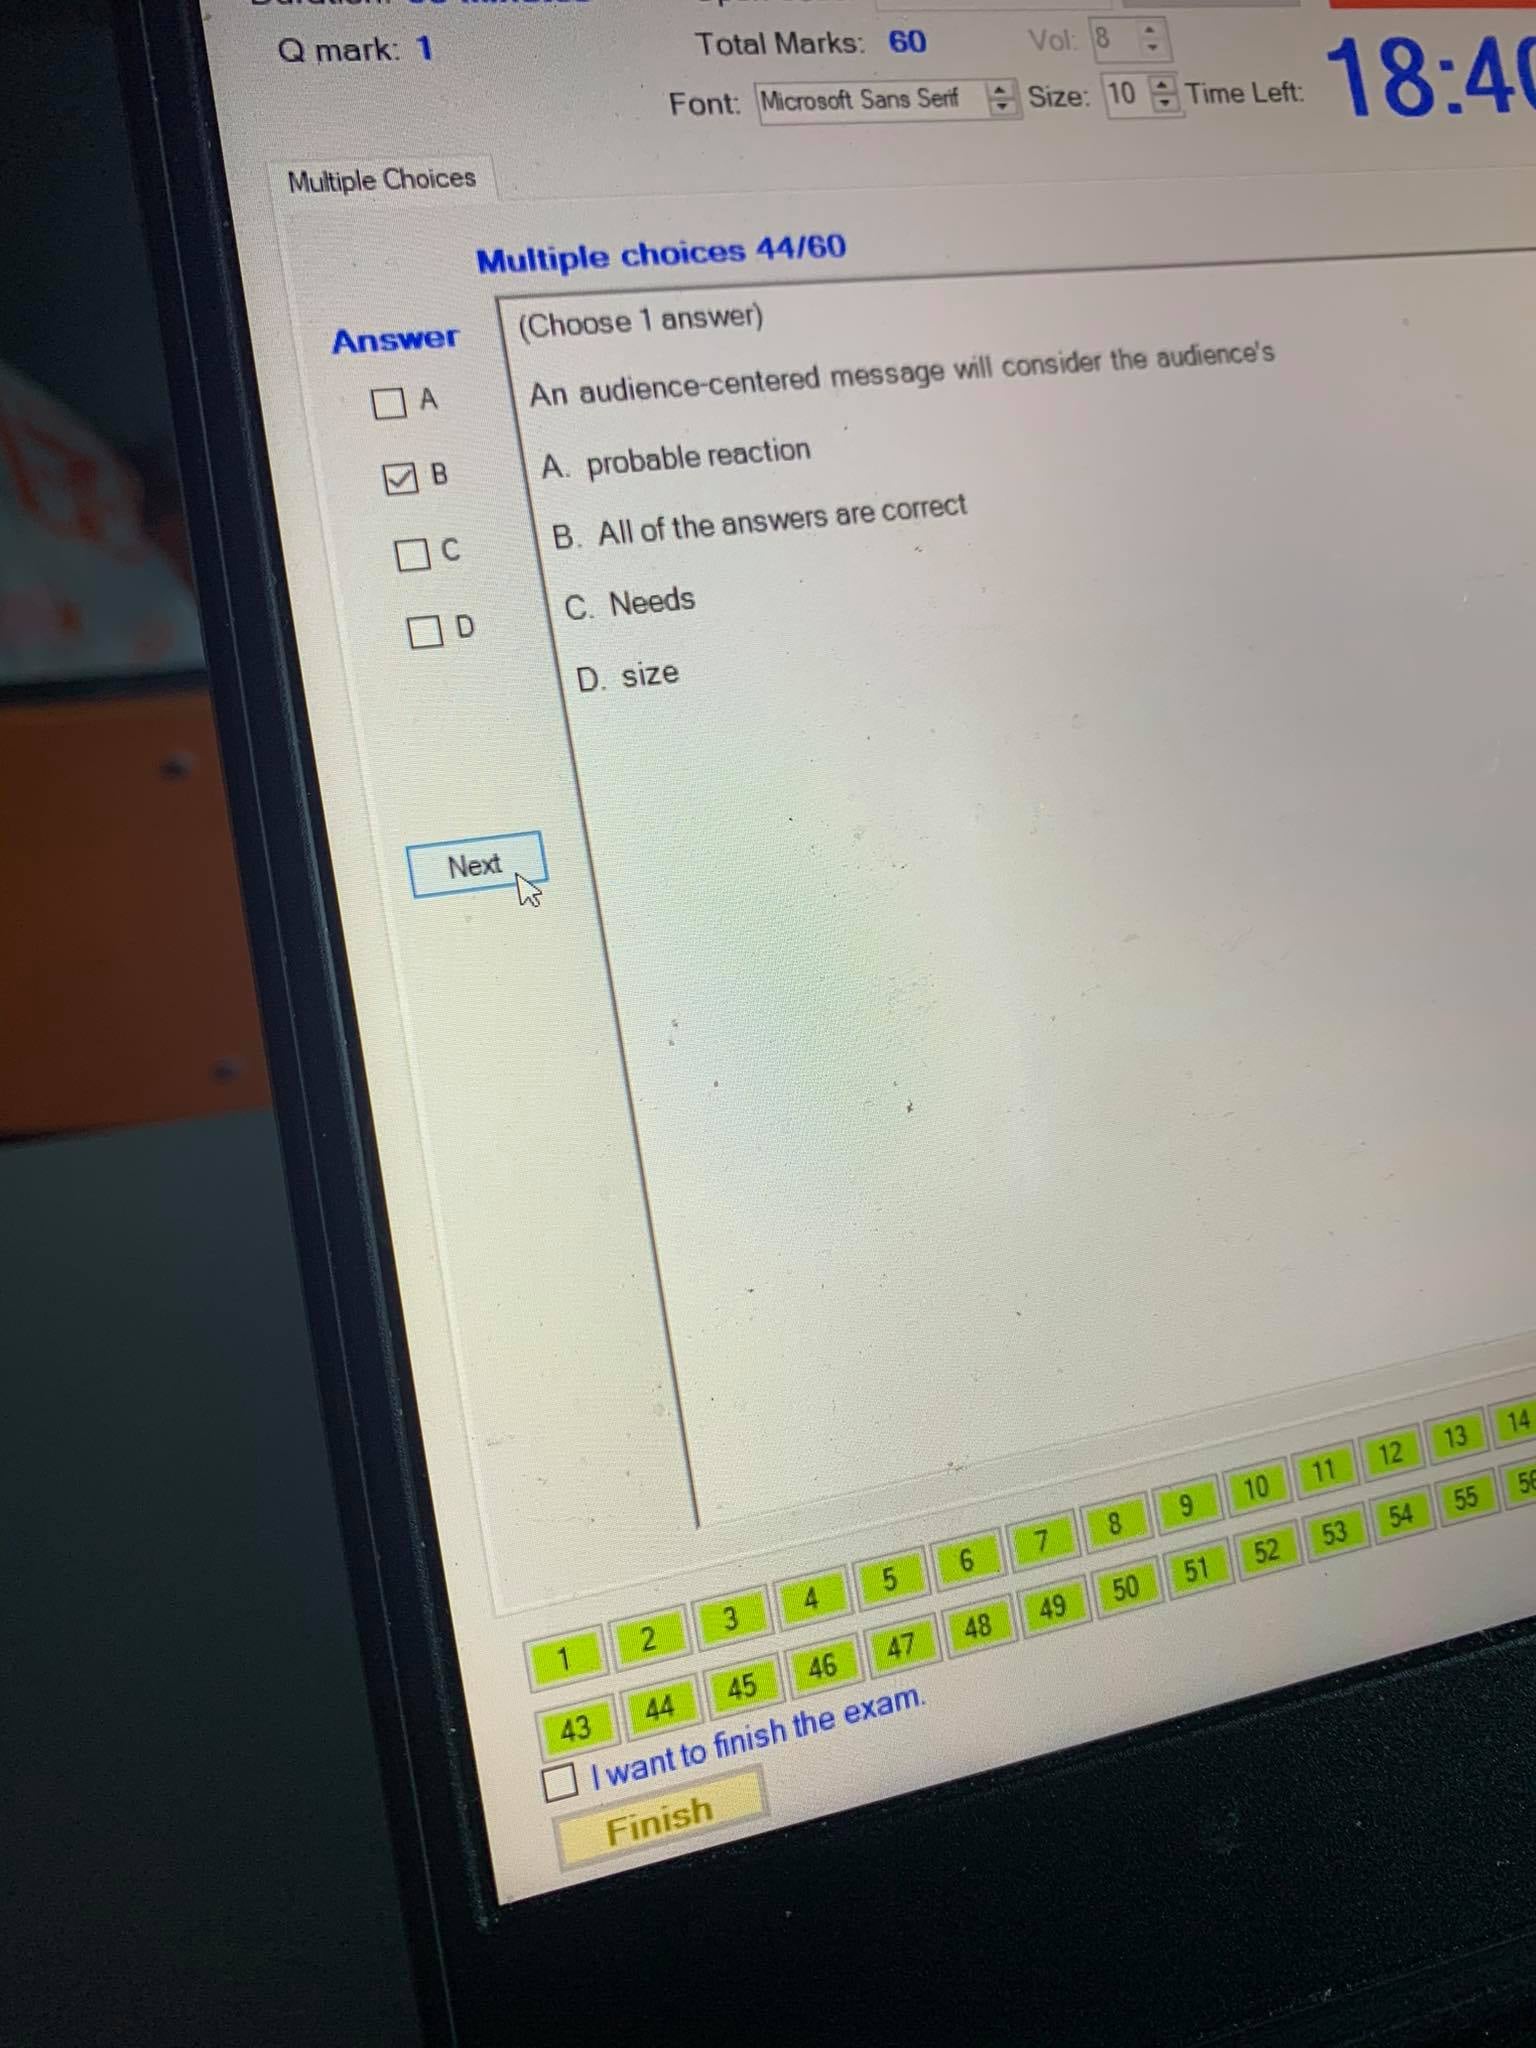 Q mark: 1
Total Marks: 60
Vol: 8
Font: Microsoft Sans Serif
Size: 10
Time Left:
18:40
Multiple Choices
Multiple choices 44/60
Answer
A
B
C
D
Next
(Choose 1 answer)
An audience-centered message will consider the audience's
A. probable reaction
B. All of the answers are correct
C. Needs
D. size
1 2 3 4 5 6 7 8 9 10 11 12 13 14
43 44 45 46 47 48 49 50 51 52 53 54 55 56
I want to finish the exam.
Finish